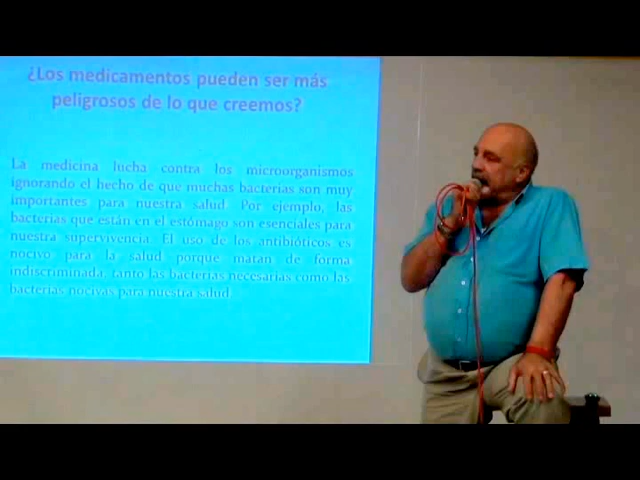 ¿Los medicamentos pueden ser más
peligrosos de lo que creemos?
La medicina lucha contra los microorganismos
ignorando el hecho de que muchas bacterias son muy
importantes para nuestra salud. Por ejemplo, las
bacterias que están en el estómago son esenciales para
nuestra supervivencia. El uso de los antibióticos es
nocivo para la salud porque matan de forma
indiscriminada, tanto las bacterias necesarias como las
bacterias nocivas para nuestra salud.